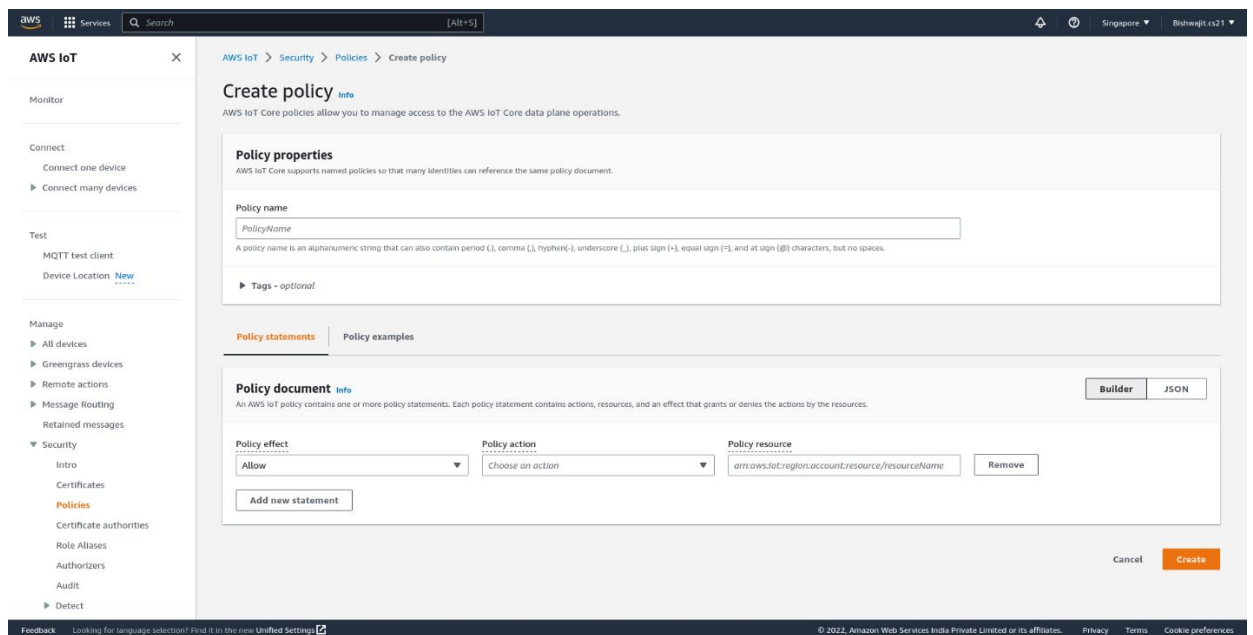 aws Services Search [Alt+S] Singapore Bishwajit.cs21
AWS IoT
Monitor
Connect
Connect one device
Connect many devices
Test
MQTT test client
Device Location New
Manage
All devices
Greengrass devices
Remote actions
Message Routing
Retained messages
Security
Intro
Certificates
Policies
Certificate authorities
Role Aliases
Authorizers
Audit
Detect
AWS IoT > Security > Policies > Create policy
Create policy Info
AWS IoT Core policies allow you to manage access to the AWS IoT Core data plane operations.
Policy properties
AWS IoT Core supports named policies so that many identities can reference the same policy document.
Policy name
PolicyName
A policy name is an alphanumeric string that can also contain period (.), comma (,), hyphen(-), underscore (_), plus sign (+), equal sign (=), and at sign (@) characters, but no spaces.
Tags - optional
Policy statements Policy examples
Policy document Info
Builder JSON
An AWS IoT policy contains one or more policy statements. Each policy statement contains actions, resources, and an effect that grants or denies the actions by the resources.
Policy effect Policy action Policy resource
Allow Choose an action arn:aws:iot:region:account:resource/resourceName Remove
Add new statement
Cancel Create
Feedback Looking for language selection? Find it in the new Unified Settings © 2022, Amazon Web Services India Private Limited or its affiliates. Privacy Terms Cookie preferences